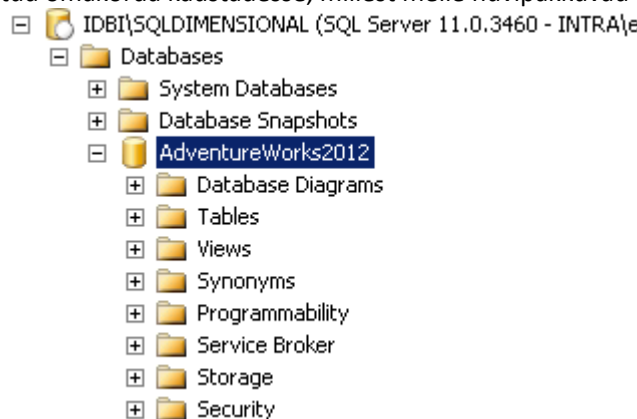 IDBI\SQLDIMENSIONAL (SQL Server 11.0.3460 - INTRA\e
Databases
System Databases
Database Snapshots
AdventureWorks2012
Database Diagrams
Tables
Views
Synonyms
Programmability
Service Broker
Storage
Security